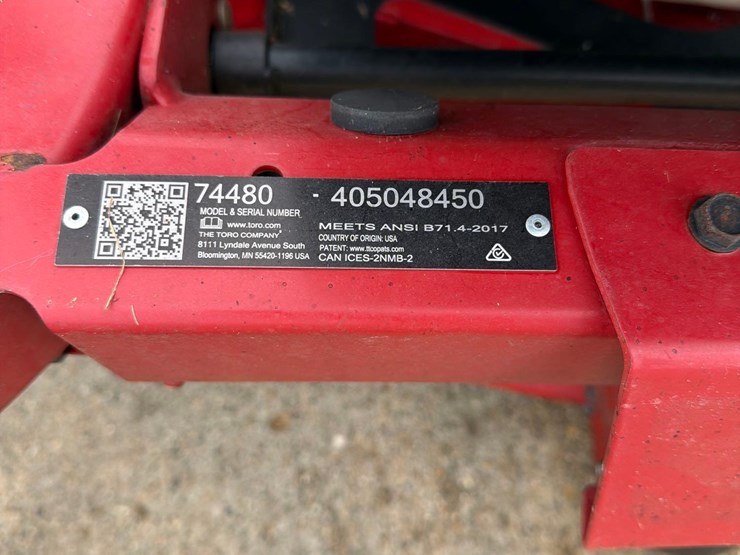 74480 - 405048450
MODEL & SERIAL NUMBER
www.toro.com
MEETS ANSI B71.4-2017
THE TORO COMPANY
COUNTRY OF ORIGIN: USA
8111 Lyndale Avenue South
PATENT: www.ttcopats.com
Bloomington, MN 55420-1196 USA
CAN ICES-2NMB-2